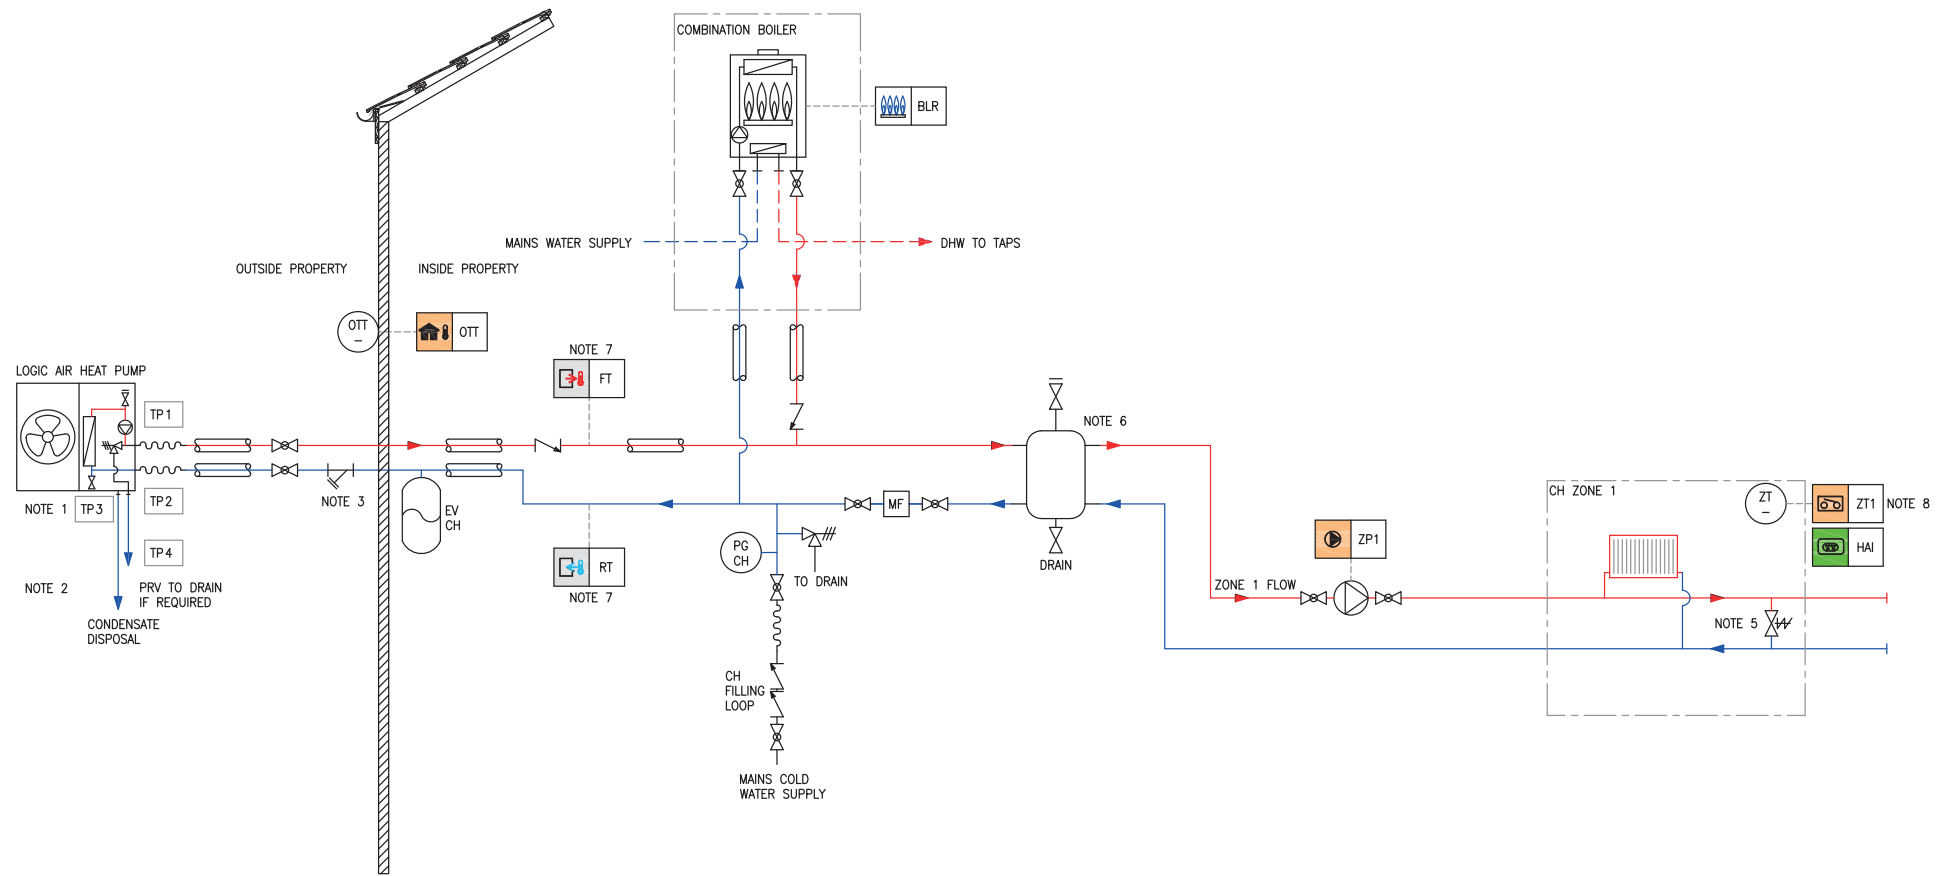 COMBINATION BOILER
BLR
MAINS WATER SUPPLY
DHW TO TAPS
OUTSIDE PROPERTY
INSIDE PROPERTY
OTT
–
OTT
NOTE 7
FT
LOGIC AIR HEAT PUMP
TP1
NOTE 6
TP2
NOTE 1
TP3
NOTE 3
EV
CH
MF
CH ZONE 1
ZT
–
ZT1
NOTE 8
HAI
TP4
PG
CH
TO DRAIN
DRAIN
ZP1
RT
NOTE 7
NOTE 2
PRV TO DRAIN
IF REQUIRED
ZONE 1 FLOW
NOTE 5
CONDENSATE
DISPOSAL
CH
FILLING
LOOP
MAINS COLD
WATER SUPPLY